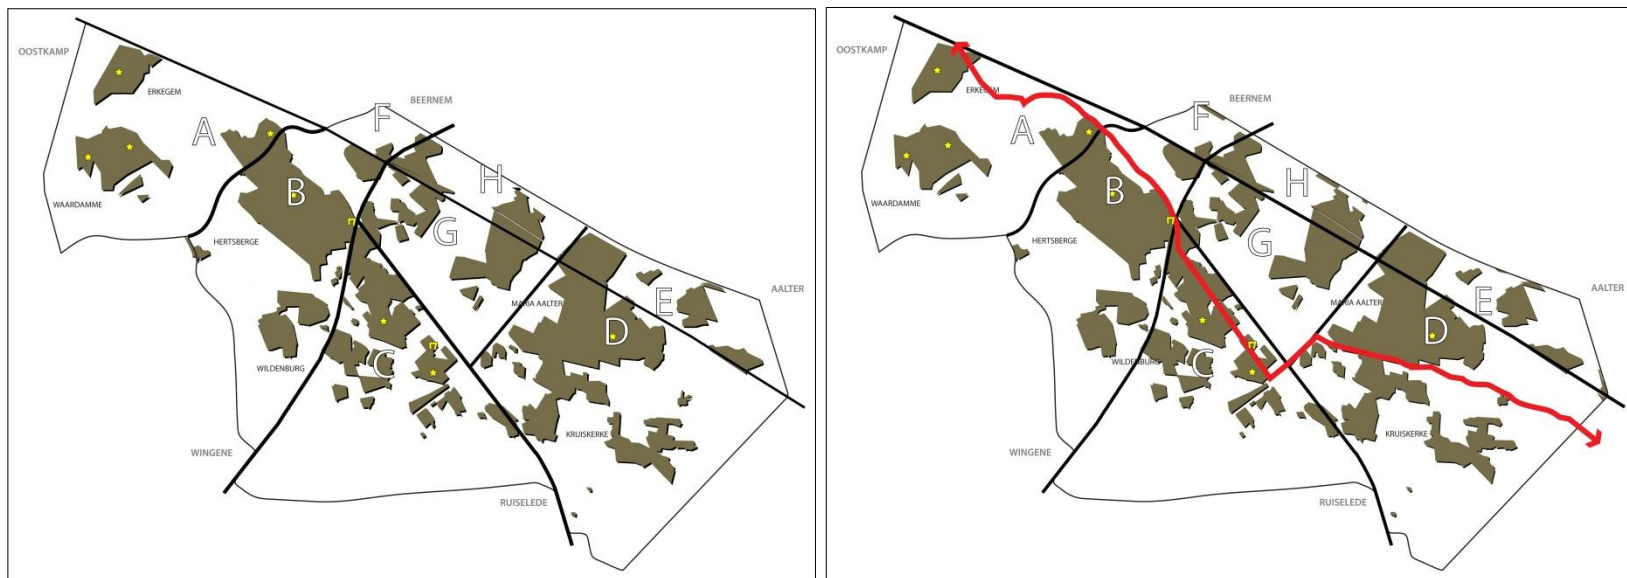 OOSTKAMP
ERKEGEM
BEERNEM
F
A
H
B
WAARDAMME
G
HERTSBERGE
AALTER
E
MARIA AALTER
D
C
WILDENBURG
KRUISKERKE
WINGENE
RUISELEDE
OOSTKAMP
ERKEGEM
BEERNEM
F
A
H
B
WAARDAMME
G
HERTSBERGE
AALTER
E
MARIA AALTER
D
C
WILDENBURG
KRUISKERKE
WINGENE
RUISELEDE